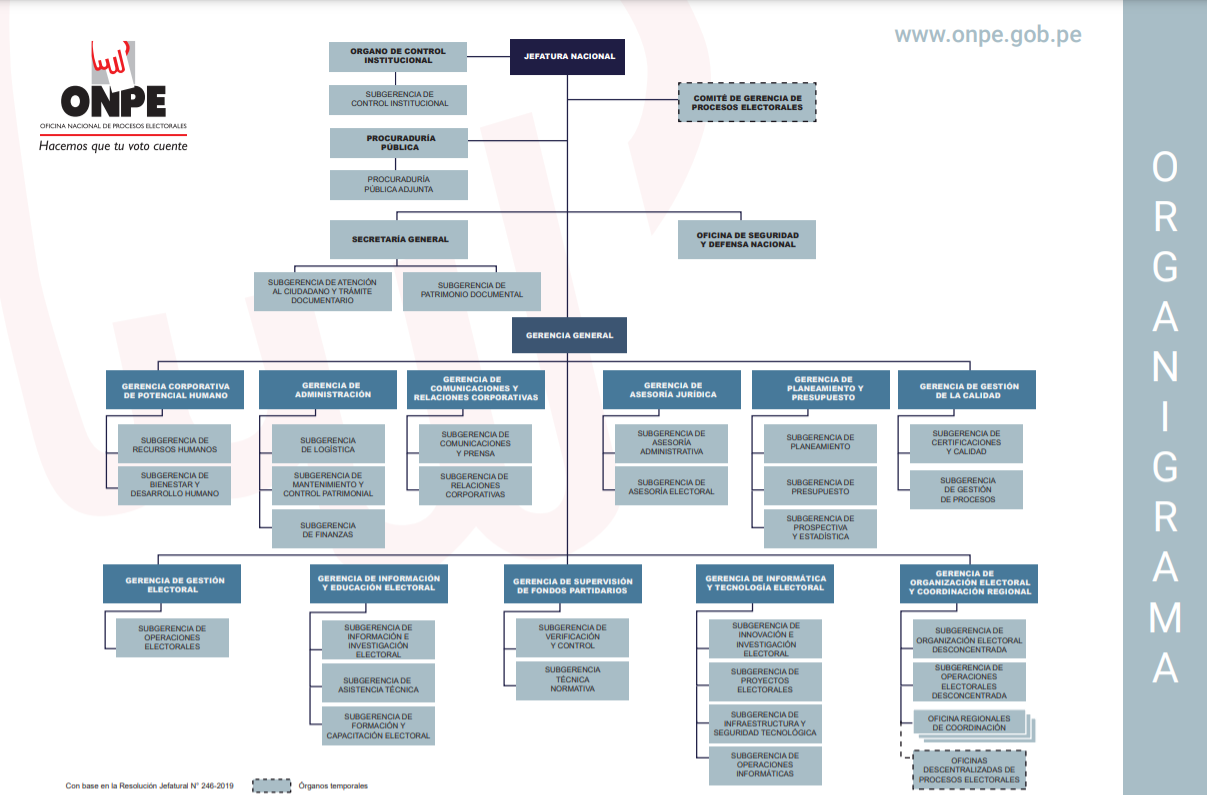 www.onpe.gob.pe
ONPE
OFICINA NACIONAL DE PROCESOS ELECTORALES
Hacemos que tu voto cuente
ORGANO DE CONTROL
INSTITUCIONAL
JEFATURA NACIONAL
SUBGERENCIA DE
CONTROL INSTITUCIONAL
COMITÉ DE GERENCIA DE
PROCESOS ELECTORALES
PROCURADURÍA
PÚBLICA
PROCURADURÍA
PÚBLICA ADJUNTA
SECRETARÍA GENERAL
OFICINA DE SEGURIDAD
Y DEFENSA NACIONAL
SUBGERENCIA DE ATENCIÓN
AL CIUDADANO Y TRÁMITE
DOCUMENTARIO
SUBGERENCIA DE
PATRIMONIO DOCUMENTAL
GERENCIA GENERAL
GERENCIA CORPORATIVA
DE POTENCIAL HUMANO
SUBGERENCIA DE
RECURSOS HUMANOS
SUBGERENCIA DE
BIENESTAR Y
DESARROLLO HUMANO
GERENCIA DE
ADMINISTRACIÓN
SUBGERENCIA
DE LOGÍSTICA
SUBGERENCIA DE
MANTENIMIENTO Y
CONTROL PATRIMONIAL
SUBGERENCIA
DE FINANZAS
GERENCIA DE
COMUNICACIONES Y
RELACIONES CORPORATIVAS
SUBGERENCIA DE
COMUNICACIONES
Y PRENSA
SUBGERENCIA DE
RELACIONES
CORPORATIVAS
GERENCIA DE
ASESORÍA JURÍDICA
SUBGERENCIA DE
ASESORÍA
ADMINISTRATIVA
SUBGERENCIA DE
ASESORÍA ELECTORAL
GERENCIA DE
PLANEAMIENTO Y
PRESUPUESTO
SUBGERENCIA DE
PLANEAMIENTO
SUBGERENCIA DE
PRESUPUESTO
SUBGERENCIA DE
PROSPECTIVA
Y ESTADÍSTICA
GERENCIA DE GESTIÓN
DE LA CALIDAD
SUBGERENCIA DE
CERTIFICACIONES
Y CALIDAD
SUBGERENCIA
DE GESTIÓN
DE PROCESOS
GERENCIA DE GESTIÓN
ELECTORAL
SUBGERENCIA DE
OPERACIONES
ELECTORALES
GERENCIA DE INFORMACIÓN
Y EDUCACIÓN ELECTORAL
SUBGERENCIA DE
INFORMACIÓN E
INVESTIGACIÓN
ELECTORAL
SUBGERENCIA DE
ASISTENCIA TÉCNICA
SUBGERENCIA DE
FORMACIÓN Y
CAPACITACIÓN ELECTORAL
GERENCIA DE SUPERVISIÓN
DE FONDOS PARTIDARIOS
SUBGERENCIA DE
VERIFICACIÓN
Y CONTROL
SUBGERENCIA
TÉCNICA
NORMATIVA
GERENCIA DE INFORMÁTICA
Y TECNOLOGÍA ELECTORAL
SUBGERENCIA DE
INNOVACIÓN E
INVESTIGACIÓN
ELECTORAL
SUBGERENCIA DE
PROYECTOS
ELECTORALES
SUBGERENCIA DE
INFRAESTRUCTURA Y
SEGURIDAD TECNOLÓGICA
SUBGERENCIA DE
OPERACIONES
INFORMÁTICAS
GERENCIA DE
ORGANIZACIÓN ELECTORAL
Y COORDINACIÓN REGIONAL
SUBGERENCIA DE
ORGANIZACIÓN ELECTORAL
DESCONCENTRADA
SUBGERENCIA DE
OPERACIONES
ELECTORALES
DESCONCENTRADA
OFICINA REGIONALES
DE COORDINACIÓN
OFICINAS
DESCENTRALIZADAS DE
PROCESOS ELECTORALES
Con base en la Resolución Jefatural N° 246-2019
Órganos temporales
ORGANIGRAMA